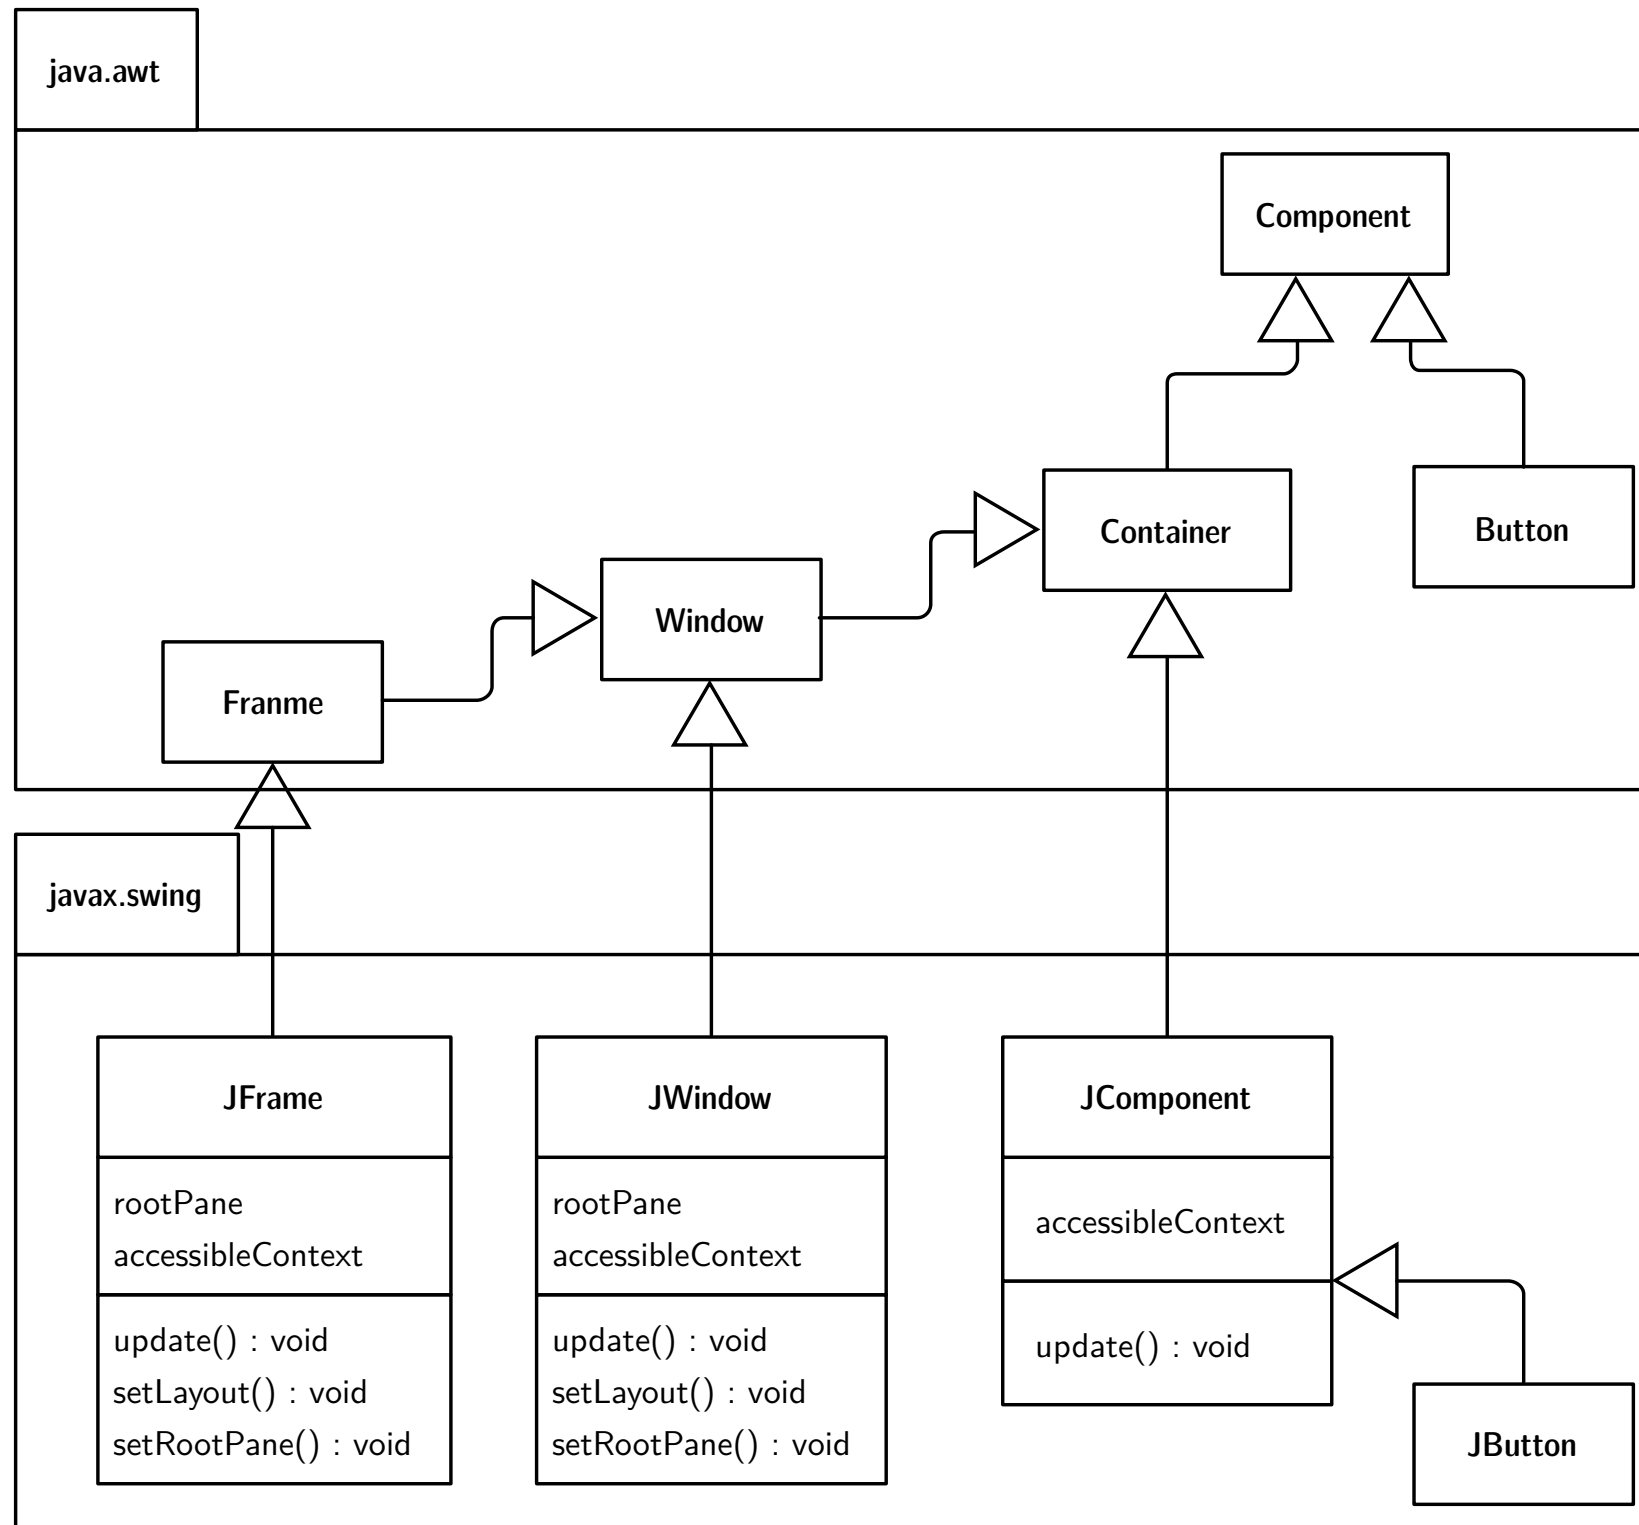 java.awt
Component
Container
Button
Window
Franme
javax.swing
JFrame
rootPane
accessibleContext
update() : void
setLayout() : void
setRootPane() : void
JWindow
rootPane
accessibleContext
update() : void
setLayout() : void
setRootPane() : void
JComponent
accessibleContext
update() : void
JButton